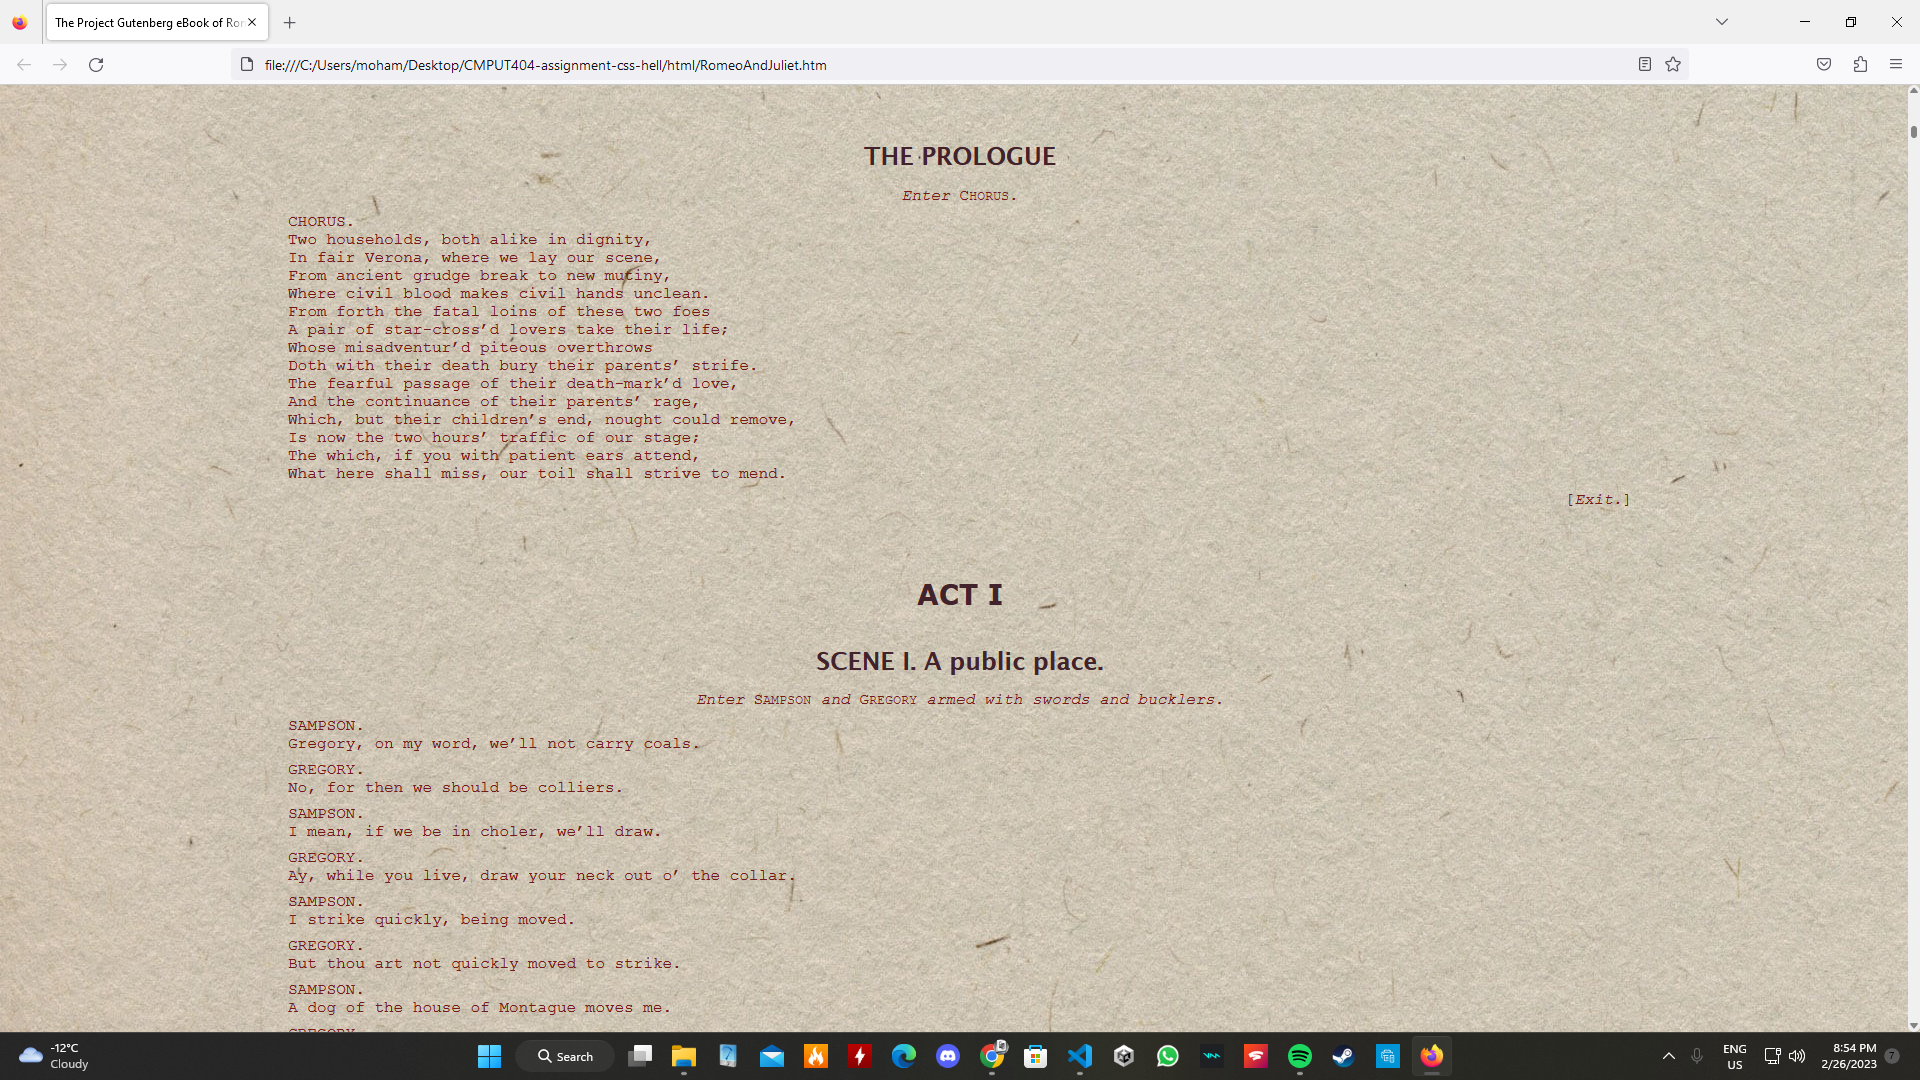 The Project Gutenberg eBook of Ro
file:///C:/Users/moham/Desktop/CMPUT404-assignment-css-hell/html/RomeoAndJuliet.htm
THE PROLOGUE
Enter CHORUS.
CHORUS.
Two households, both alike in dignity,
In fair Verona, where we lay our scene,
From ancient grudge break to new mutiny,
Where civil blood makes civil hands unclean.
From forth the fatal loins of these two foes
A pair of star-cross’d lovers take their life;
Whose misadventur’d piteous overthrows
Doth with their death bury their parents’ strife.
The fearful passage of their death-mark’d love,
And the continuance of their parents’ rage,
Which, but their children’s end, nought could remove,
Is now the two hours’ traffic of our stage;
The which, if you with patient ears attend,
What here shall miss, our toil shall strive to mend.
[Exit.]
ACT I
SCENE I. A public place.
Enter SAMPSON and GREGORY armed with swords and bucklers.
SAMPSON.
Gregory, on my word, we’ll not carry coals.
GREGORY.
No, for then we should be colliers.
SAMPSON.
I mean, if we be in choler, we’ll draw.
GREGORY.
Ay, while you live, draw your neck out o’ the collar.
SAMPSON.
I strike quickly, being moved.
GREGORY.
But thou art not quickly moved to strike.
SAMPSON.
A dog of the house of Montague moves me.
GREGORY.
-12°C
Cloudy
Search
ENG
US
8:54 PM
2/26/2023
7